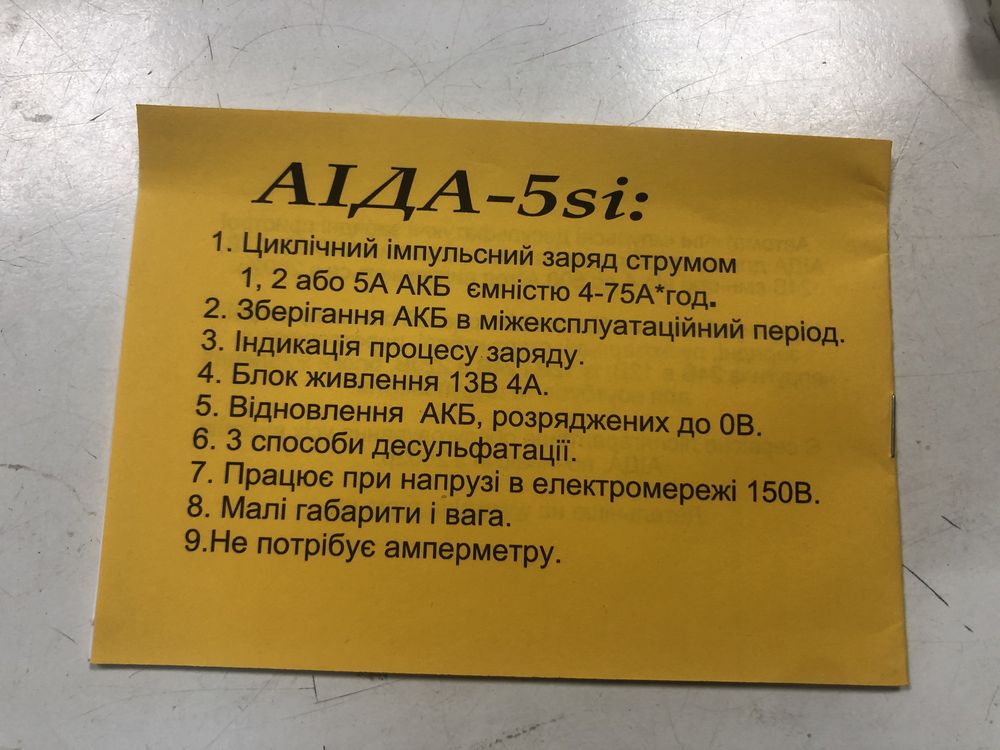 АІДА-5si:
1. Циклічний імпульсний заряд струмом
1, 2 або 5А АКБ ємністю 4-75А*год.
2. Зберігання АКБ в міжексплуатаційний період.
3. Індикація процесу заряду.
4. Блок живлення 13В 4А.
5. Відновлення АКБ, розряджених до 0В.
6. 3 способи десульфатації.
7. Працює при напрузі в електромережі 150В.
8. Малі габарити і вага.
9.Не потрібує амперметру.